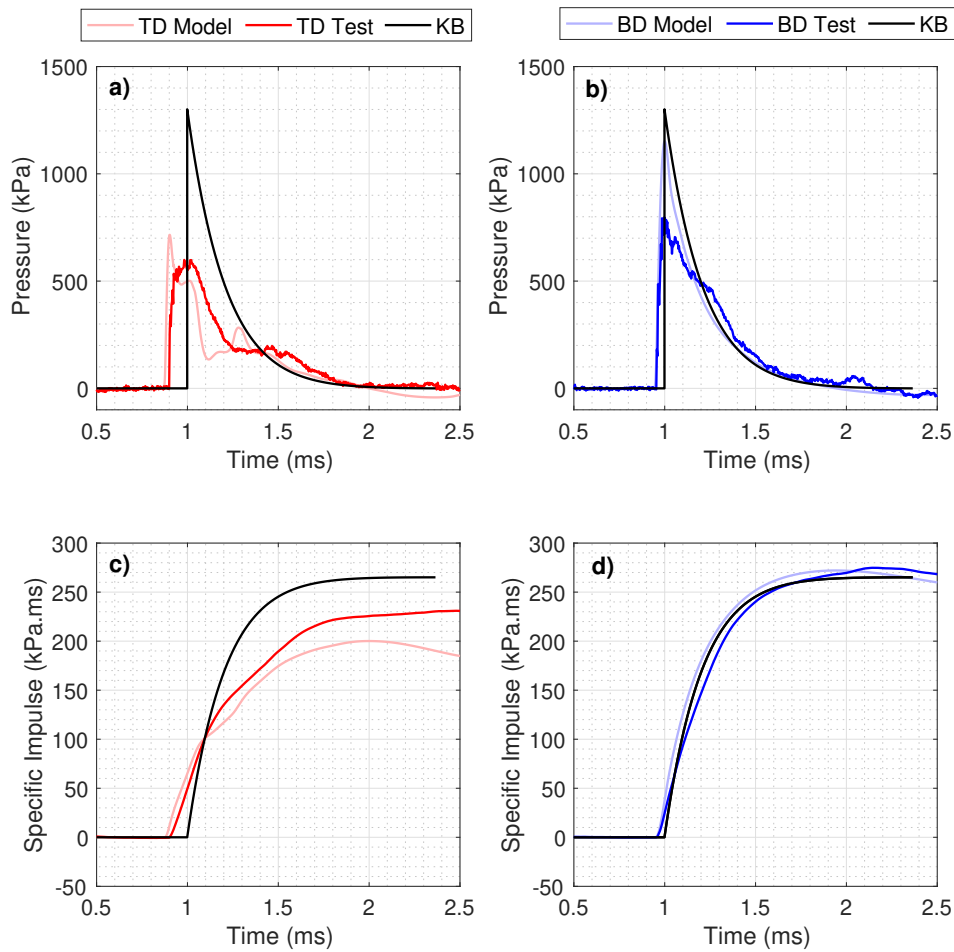 TD Model TD Test KB
BD Model BD Test KB
a)
1500
1000
500
0
Pressure (kPa)
0.5 1 1.5 2 2.5
Time (ms)
b)
1500
1000
500
0
Pressure (kPa)
0.5 1 1.5 2 2.5
Time (ms)
c)
300
250
200
150
100
50
0
-50
Specific Impulse (kPa.ms)
0.5 1 1.5 2 2.5
Time (ms)
d)
300
250
200
150
100
50
0
-50
Specific Impulse (kPa.ms)
0.5 1 1.5 2 2.5
Time (ms)